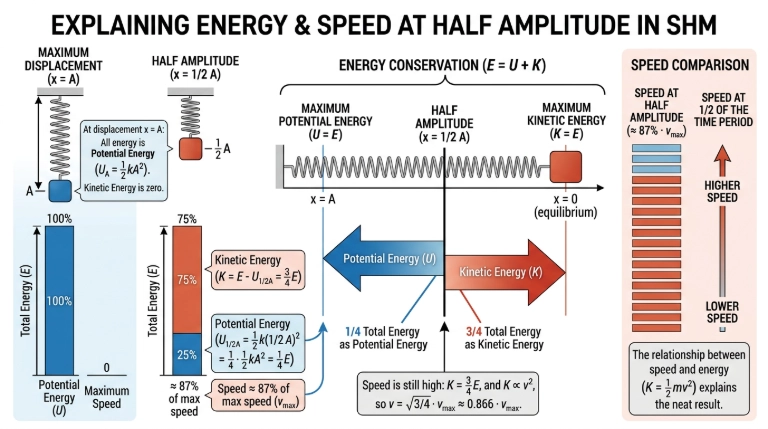 EXPLAINING ENERGY & SPEED AT HALF AMPLITUDE IN SHM
MAXIMUM
DISPLACEMENT
(x = A)
HALF AMPLITUDE
(x = 1/2 A)
At displacement x = A:
All energy is
Potential Energy
(U_A = 1/2 kA²).
Kinetic Energy is zero.
A
-1/2 A
100%
Total Energy (E)
100%
0
Potential
Energy
(U)
Maximum
Speed
75%
Total Energy (E)
75%
25%
≈ 87%
of max
speed
Kinetic Energy
(K = E - U_1/2A = 3/4 E)
Potential Energy
(U_1/2A = 1/2 k(1/2 A)²
= 1/4 · 1/2 kA² = 1/4 E)
Speed ≈ 87% of
max speed (v_max)
ENERGY CONSERVATION (E = U + K)
MAXIMUM
POTENTIAL ENERGY
(U = E)
HALF
AMPLITUDE
(x = 1/2 A)
MAXIMUM
KINETIC ENERGY
(K = E)
x = A
x = 0
(equilibrium)
Potential Energy (U)
Kinetic Energy (K)
1/4 Total Energy
as Potential Energy
3/4 Total Energy
as Kinetic Energy
Speed is still high: K = 3/4 E, and K ∝ v²,
so v = √3/4 · v_max ≈ 0.866 · v_max.
SPEED COMPARISON
SPEED AT
HALF
AMPLITUDE
(≈ 87% · v_max)
SPEED AT
1/2 OF THE
TIME PERIOD
HIGHER
SPEED
LOWER
SPEED
The relationship between
speed and energy
(K = 1/2 mv²) explains
the neat result.